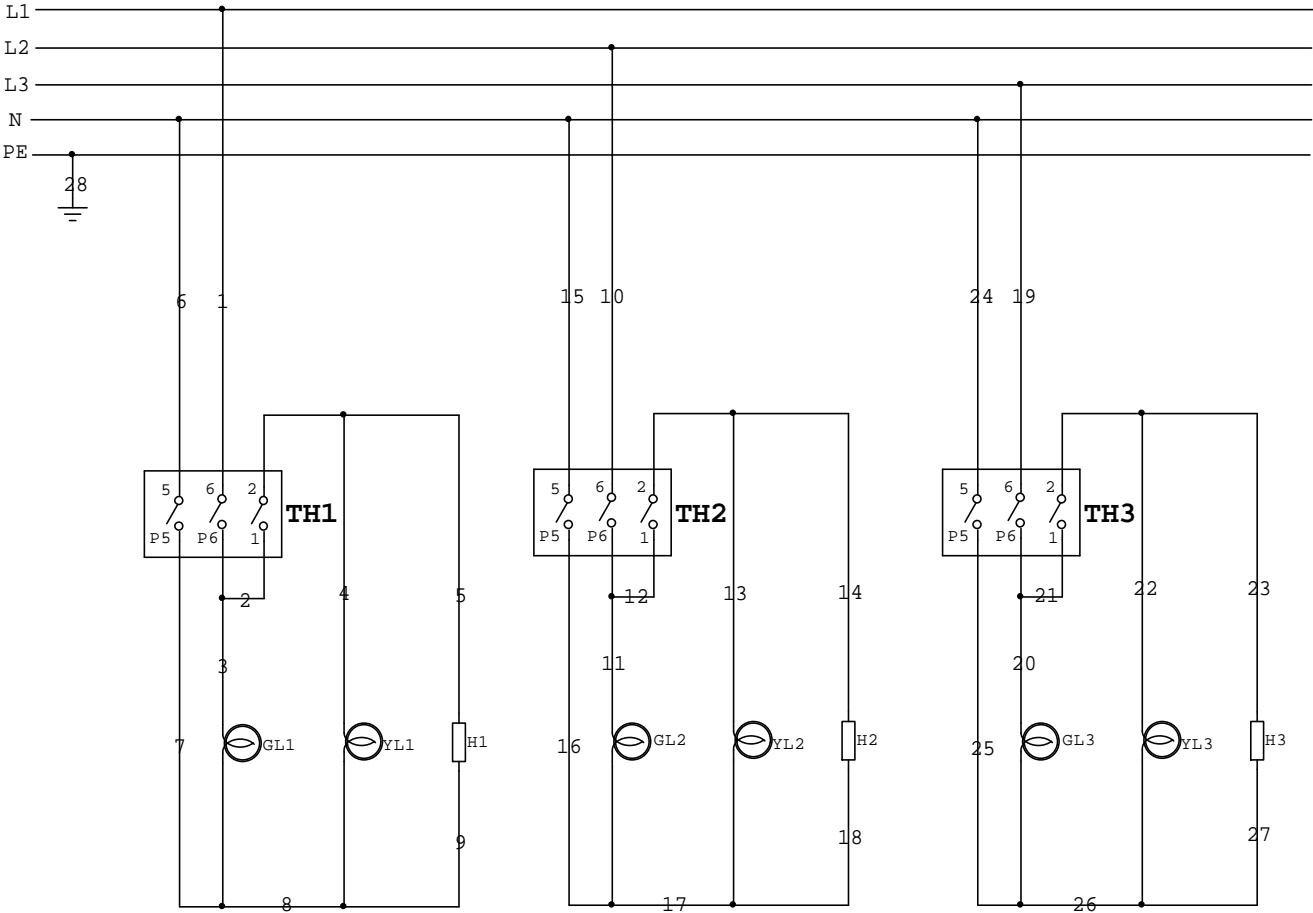 L1
L2
L3
N
PE
28
6 1 15 10 24 19
5 6 2 5 6 2 5 6 2
TH1 TH2 TH3
P5 P6 1 P5 P6 1 P5 P6 1
2 4 5 12 13 14 21 22 23
3 11 20
7 GL1 YL1 H1 16 GL2 YL2 H2 25 GL3 YL3 H3
9 18 27
8 17 26